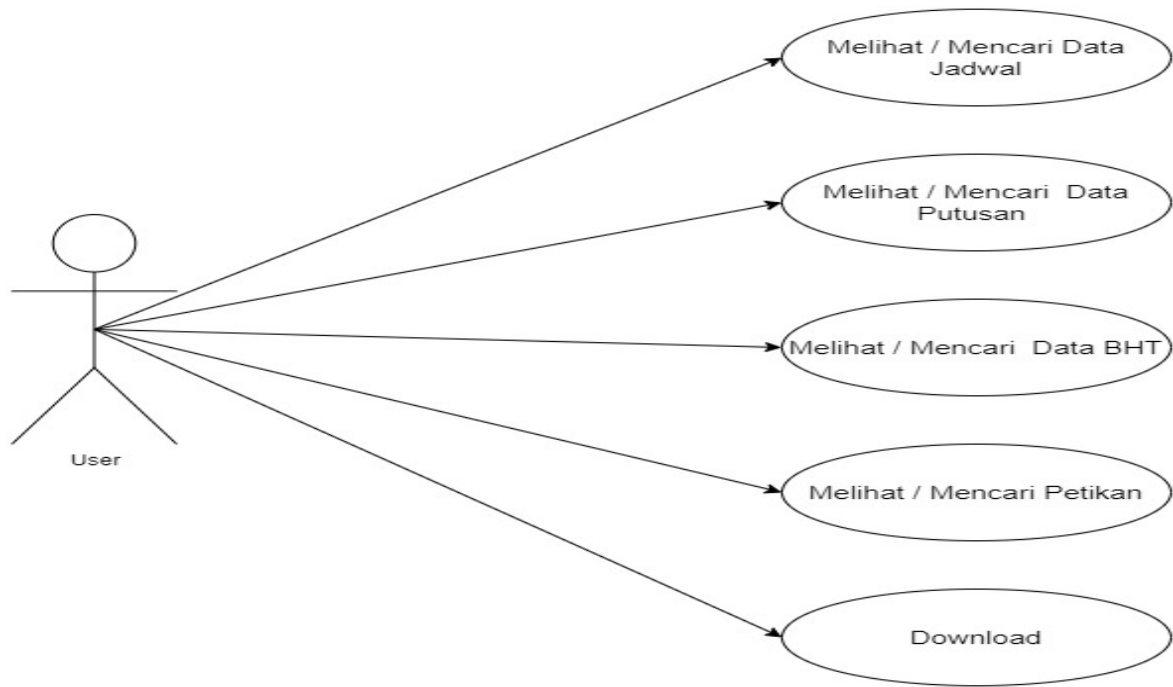 Melihat / Mencari Data
Jadwal
Melihat / Mencari  Data
Putusan
Melihat / Mencari  Data BHT
User
Melihat / Mencari Petikan
Download